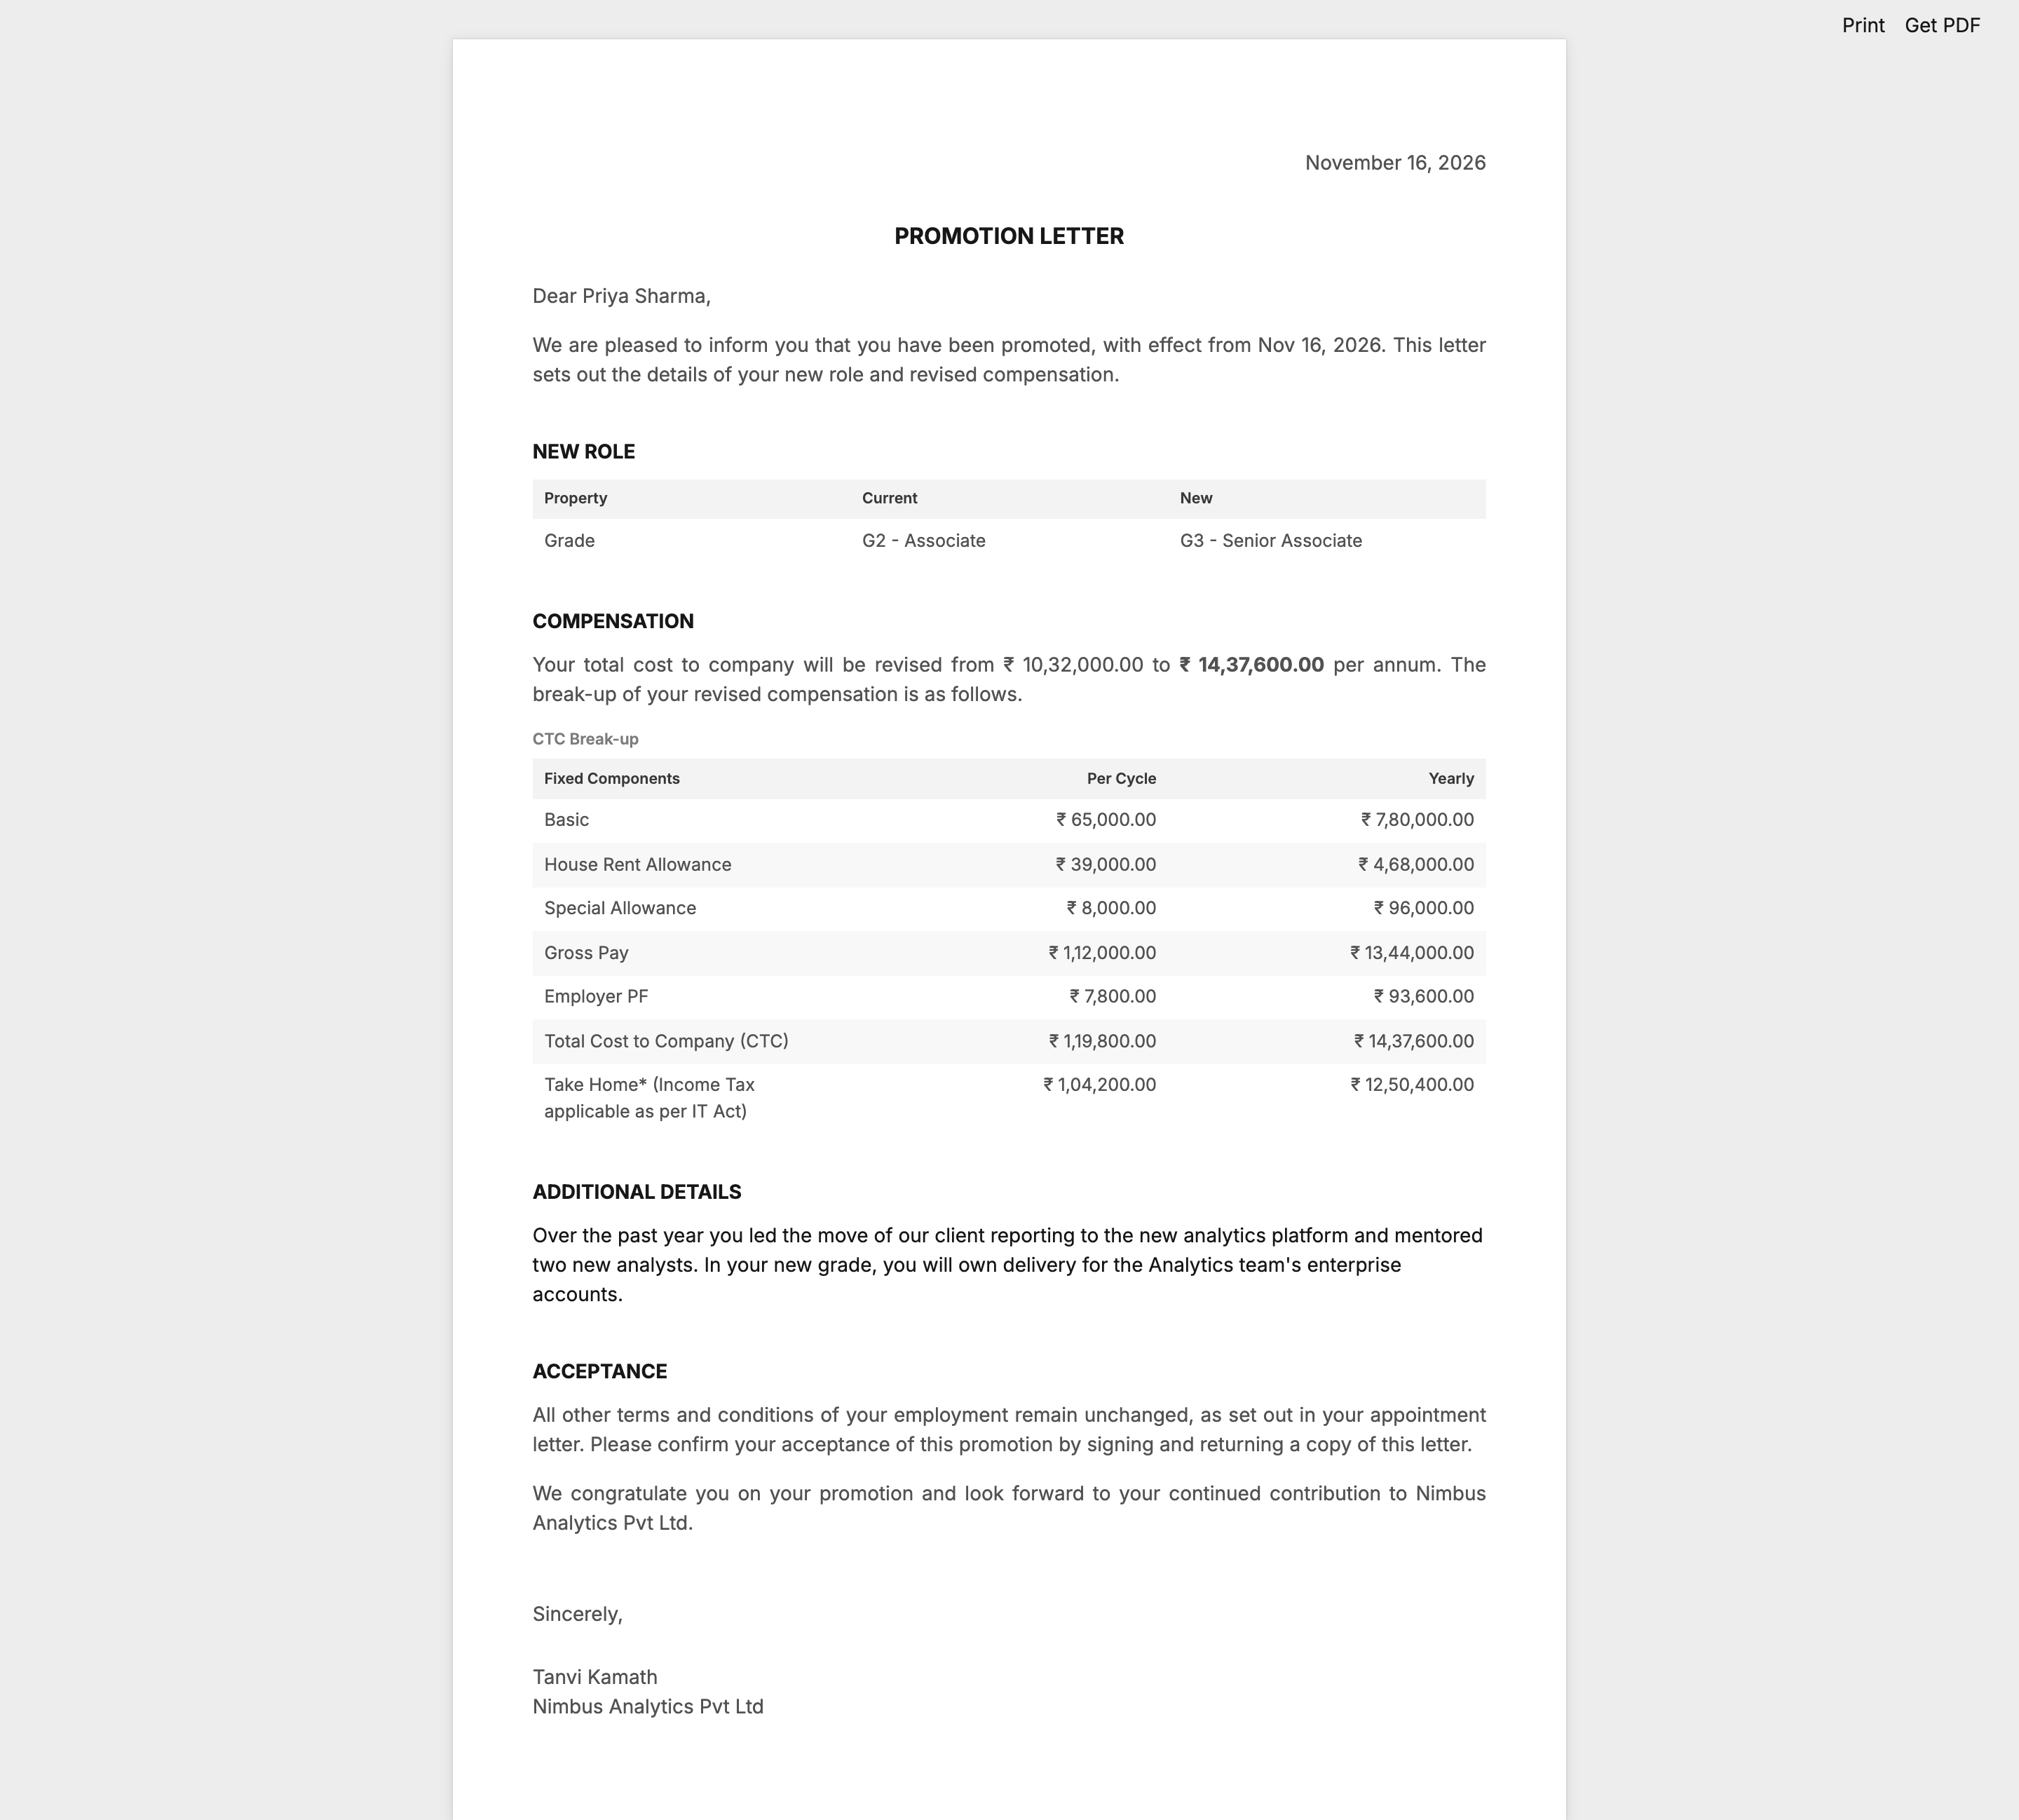 Print Get PDF
November 16, 2026
PROMOTION LETTER
Dear Priya Sharma,
We are pleased to inform you that you have been promoted, with effect from Nov 16, 2026. This letter
sets out the details of your new role and revised compensation.
NEW ROLE
Property Current New
Grade G2 - Associate G3 - Senior Associate
COMPENSATION
Your total cost to company will be revised from ₹ 10,32,000.00 to ₹ 14,37,600.00 per annum. The
break-up of your revised compensation is as follows.
CTC Break-up
Fixed Components Per Cycle Yearly
Basic ₹ 65,000.00 ₹ 7,80,000.00
House Rent Allowance ₹ 39,000.00 ₹ 4,68,000.00
Special Allowance ₹ 8,000.00 ₹ 96,000.00
Gross Pay ₹ 1,12,000.00 ₹ 13,44,000.00
Employer PF ₹ 7,800.00 ₹ 93,600.00
Total Cost to Company (CTC) ₹ 1,19,800.00 ₹ 14,37,600.00
Take Home* (Income Tax ₹ 1,04,200.00 ₹ 12,50,400.00
applicable as per IT Act)
ADDITIONAL DETAILS
Over the past year you led the move of our client reporting to the new analytics platform and mentored
two new analysts. In your new grade, you will own delivery for the Analytics team's enterprise
accounts.
ACCEPTANCE
All other terms and conditions of your employment remain unchanged, as set out in your appointment
letter. Please confirm your acceptance of this promotion by signing and returning a copy of this letter.
We congratulate you on your promotion and look forward to your continued contribution to Nimbus
Analytics Pvt Ltd.
Sincerely,
Tanvi Kamath
Nimbus Analytics Pvt Ltd